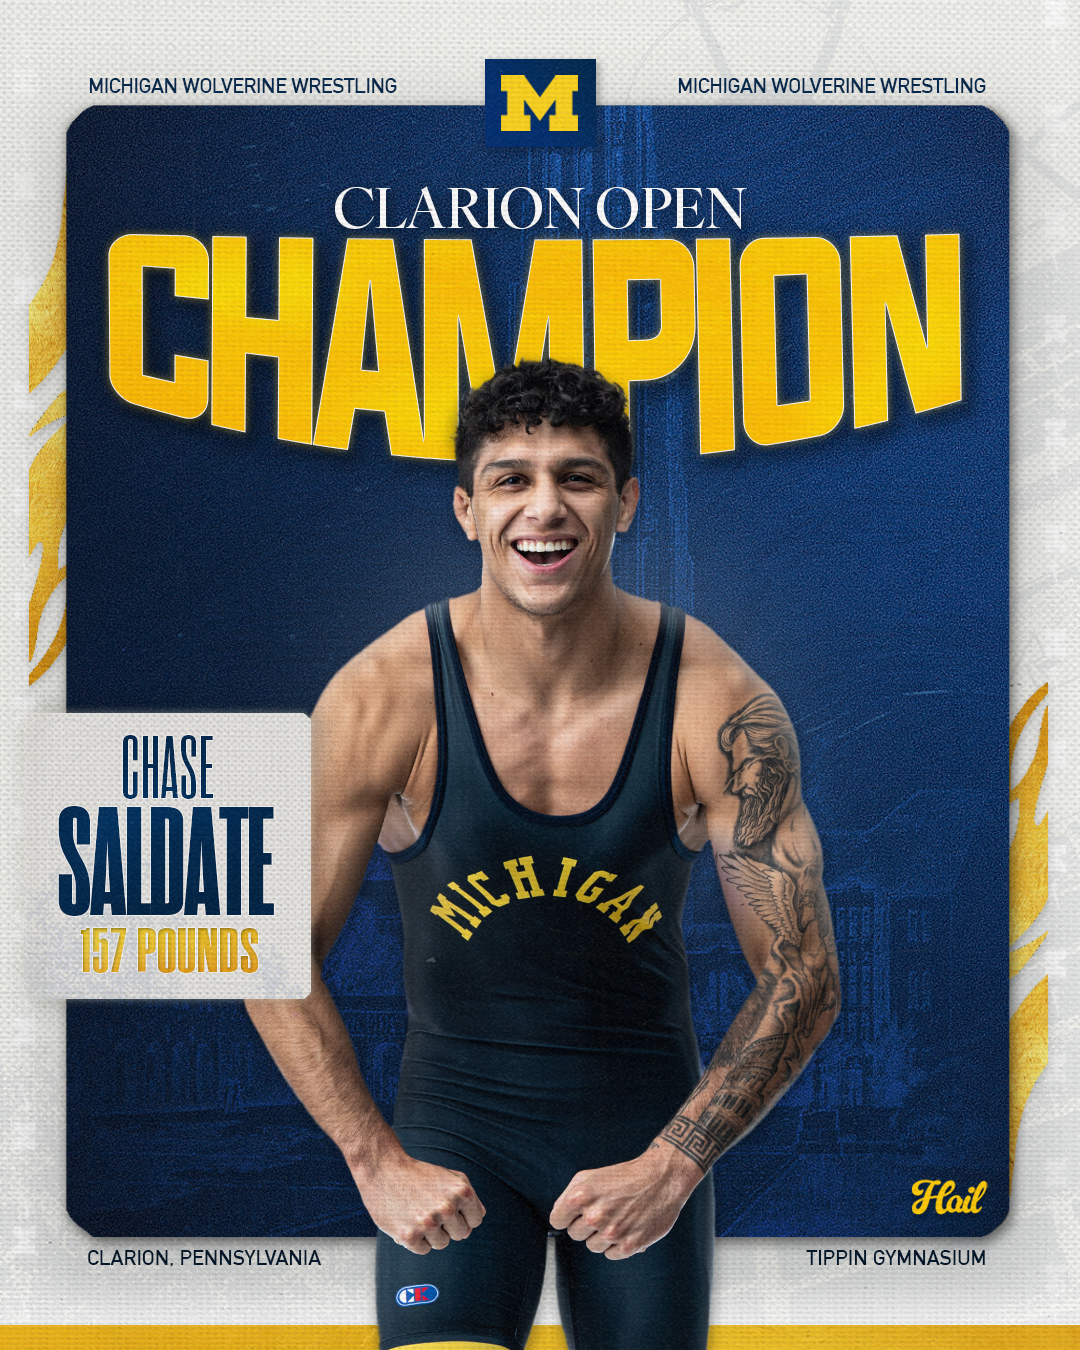 MICHIGAN WOLVERINE WRESTLING
M
MICHIGAN WOLVERINE WRESTLING
CLARION OPEN
CHAMPION
CHASE
SALDATE
157 POUNDS
MICHIGAN
Hail
CLARION, PENNSYLVANIA
TIPPIN GYMNASIUM